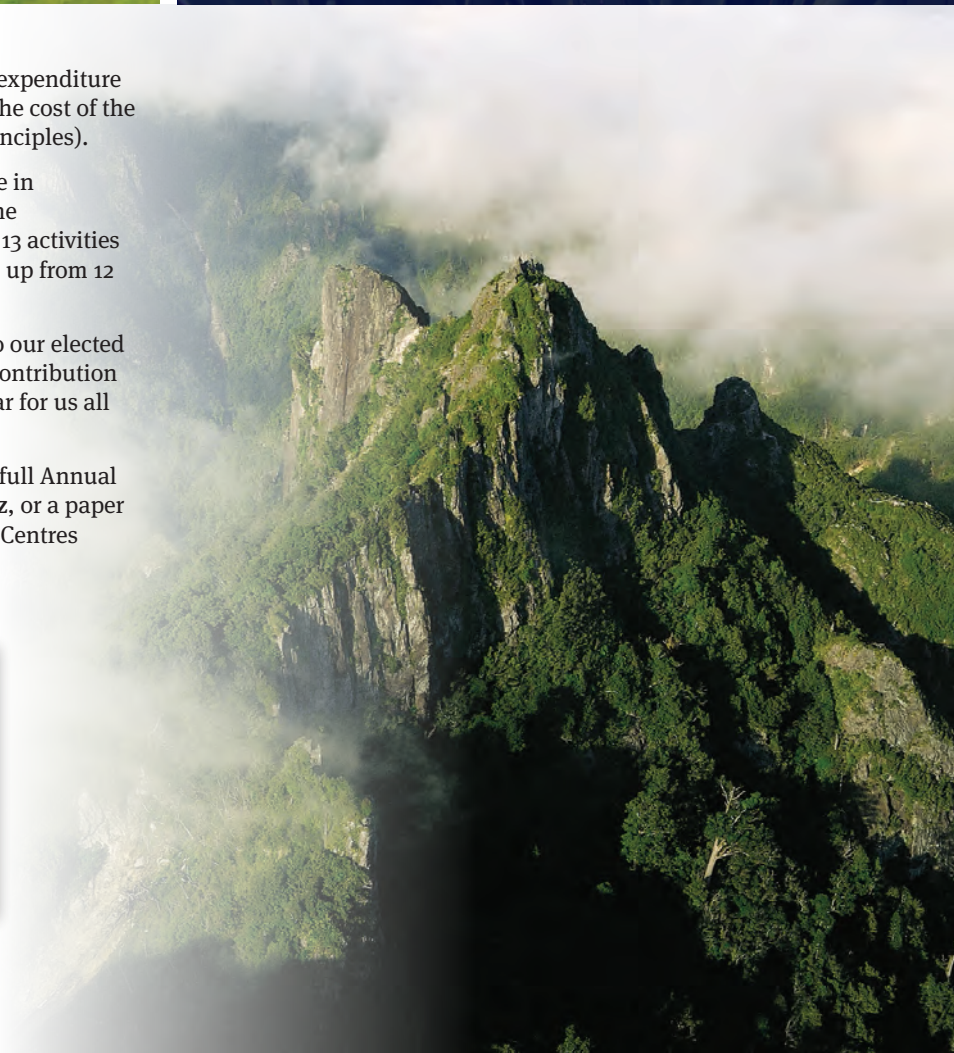 expenditure
he cost of the
nciples).
e in
ne
13 activities
up from 12
o our elected
ontribution
ar for us all
full Annual
z, or a paper
Centres